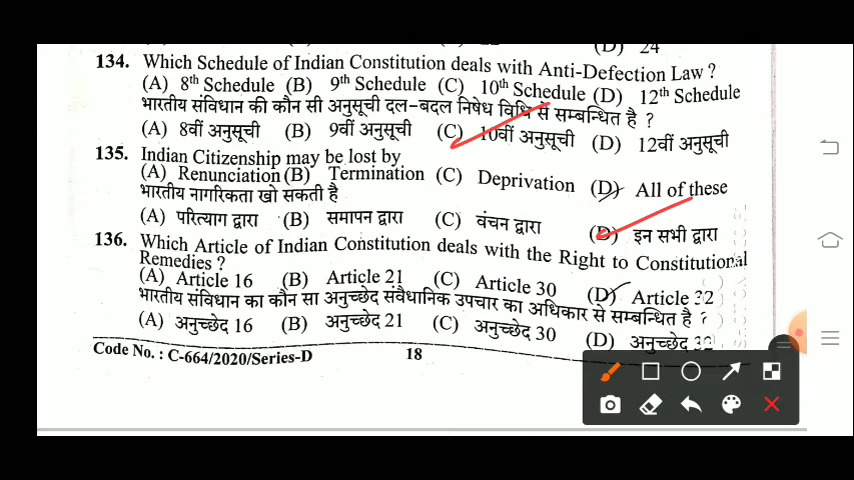 (D) 24
134. Which Schedule of Indian Constitution deals with Anti-Defection Law ?
(A) 8th Schedule (B) 9th Schedule (C) 10th Schedule (D) 12th Schedule
भारतीय संविधान की कौन सी अनुसूची दल-बदल निषेध विधि से सम्बन्धित है ?
(A) 8वीं अनुसूची (B) 9वीं अनुसूची (C) 10वीं अनुसूची (D) 12वीं अनुसूची
135. Indian Citizenship may be lost by
(A) Renunciation (B) Termination (C) Deprivation (D) All of these
भारतीय नागरिकता खो सकती है
(A) परित्याग द्वारा (B) समापन द्वारा (C) वंचन द्वारा (D) इन सभी द्वारा
136. Which Article of Indian Constitution deals with the Right to Constitutional
Remedies ?
(A) Article 16 (B) Article 21 (C) Article 30 (D) Article 32
भारतीय संविधान का कौन सा अनुच्छेद संवैधानिक उपचार का अधिकार से सम्बन्धित है ?
(A) अनुच्छेद 16 (B) अनुच्छेद 21 (C) अनुच्छेद 30 (D) अनुच्छेद
Code No. : C-664/2020/Series-D 18